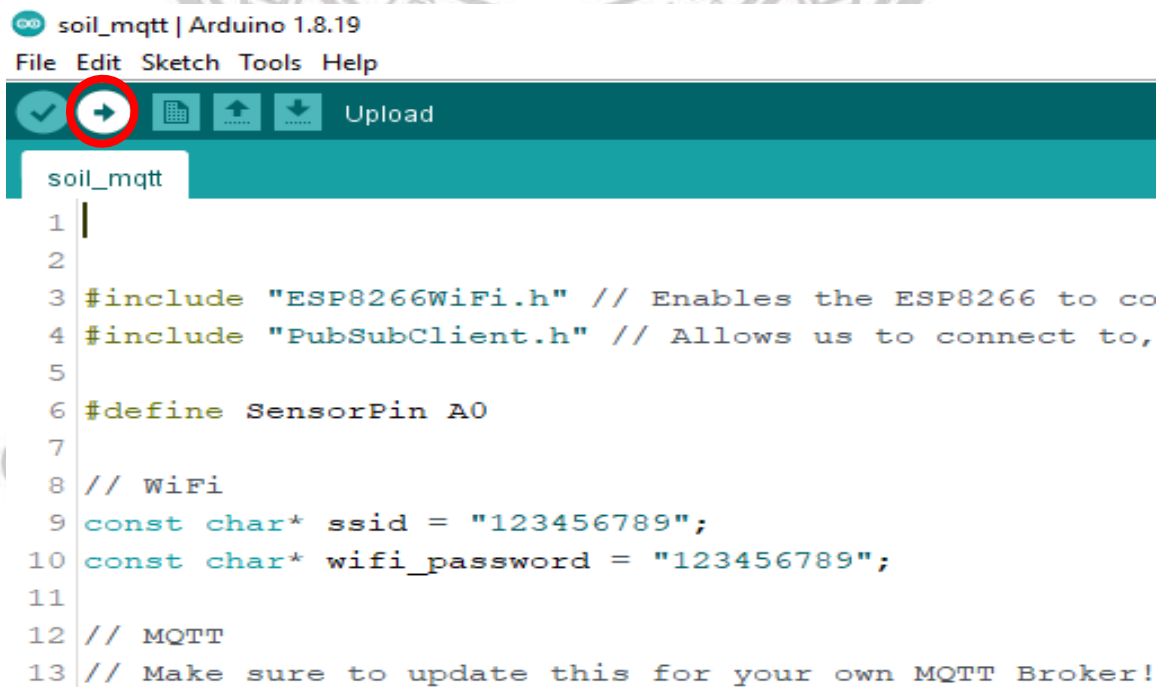 soil_mqtt | Arduino 1.8.19
File Edit Sketch Tools Help
Upload
soil_mqtt
1
2
3 #include "ESP8266WiFi.h" // Enables the ESP8266 to co
4 #include "PubSubClient.h" // Allows us to connect to,
5
6 #define SensorPin A0
7
8 // WiFi
9 const char* ssid = "123456789";
10 const char* wifi_password = "123456789";
11
12 // MQTT
13 // Make sure to update this for your own MQTT Broker!